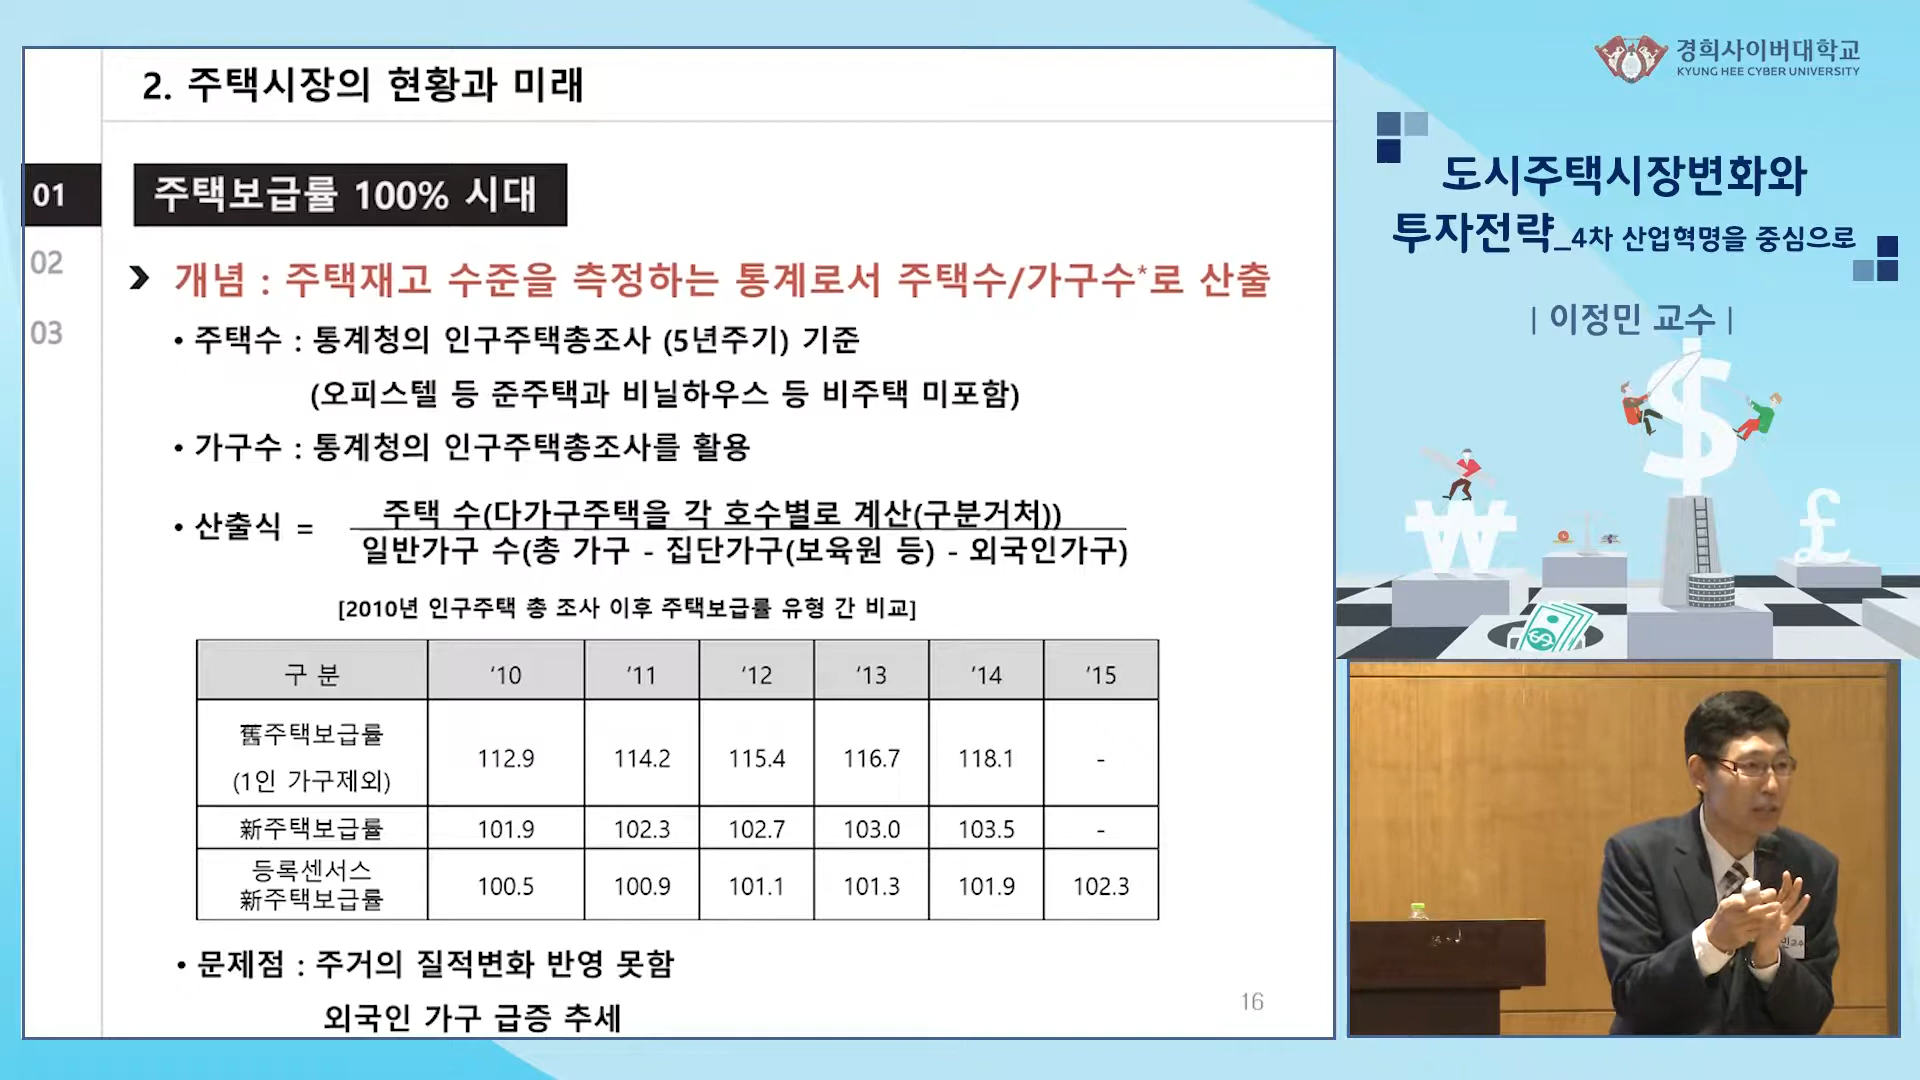 2. 주택시장의 현황과 미래
01
02
03
주택보급률 100% 시대
개념 : 주택재고 수준을 측정하는 통계로서 주택수/가구수*로 산출
• 주택수 : 통계청의 인구주택총조사 (5년주기) 기준
(오피스텔 등 준주택과 비닐하우스 등 비주택 미포함)
• 가구수 : 통계청의 인구주택총조사를 활용
• 산출식 =
주택 수(다가구주택을 각 호수별로 계산(구분거처))
일반가구 수(총 가구 - 집단가구(보육원 등) - 외국인가구)
[2010년 인구주택 총 조사 이후 주택보급률 유형 간 비교]
구 분 ‘10 ’11 ‘12 ‘13 ‘14 ’15
舊주택보급률
(1인 가구제외) 112.9 114.2 115.4 116.7 118.1 -
新주택보급률 101.9 102.3 102.7 103.0 103.5 -
등록센서스
新주택보급률 100.5 100.9 101.1 101.3 101.9 102.3
• 문제점 : 주거의 질적변화 반영 못함
외국인 가구 급증 추세
16
경희사이버대학교
KYUNG HEE CYBER UNIVERSITY
도시주택시장변화와
투자전략_4차 산업혁명을 중심으로
| 이정민 교수 |